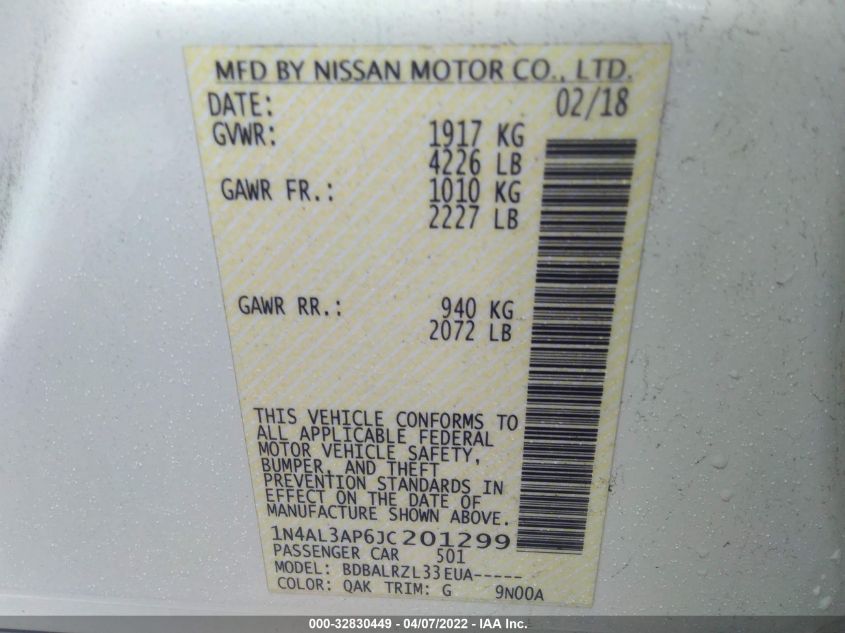 MFD BY NISSAN MOTOR CO., LTD.
DATE: 02/18
GVWR: 1917 KG
4226 LB
GAWR FR.: 1010 KG
2227 LB
GAWR RR.: 940 KG
2072 LB
THIS VEHICLE CONFORMS TO
ALL APPLICABLE FEDERAL
MOTOR VEHICLE SAFETY,
BUMPER, AND THEFT
PREVENTION STANDARDS IN
EFFECT ON THE DATE OF
MANUFACTURE SHOWN ABOVE.
1N4AL3AP6JC201299
PASSENGER CAR 501
MODEL: BDBALRZL33EUA-----
COLOR: QAK TRIM: G 9N00A
000-32830449 - 04/07/2022 - IAA Inc.